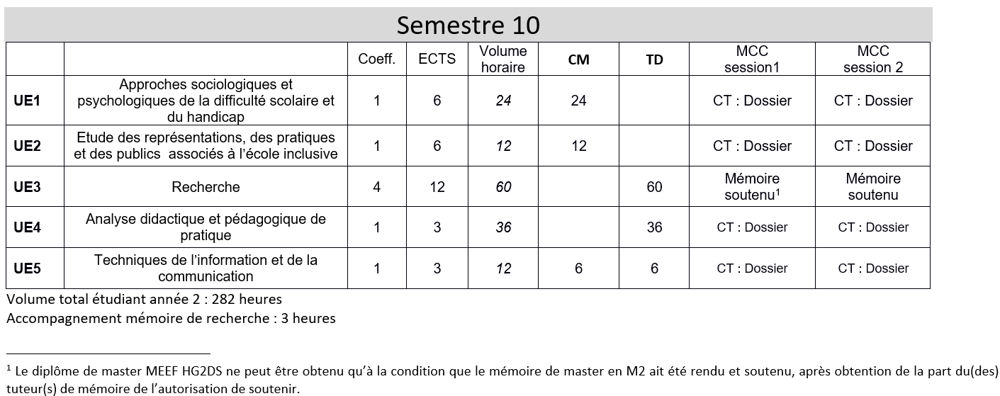 Semestre 10
Coeff. ECTS Volume horaire CM TD MCC session1 MCC session 2
UE1 Approches sociologiques et psychologiques de la difficulté scolaire et du handicap 1 6 24 24 CT : Dossier CT : Dossier
UE2 Etude des représentations, des pratiques et des publics associés à l’école inclusive 1 6 12 12 CT : Dossier CT : Dossier
UE3 Recherche 4 12 60 60 Mémoire soutenu¹ Mémoire soutenu
UE4 Analyse didactique et pédagogique de pratique 1 3 36 36 CT : Dossier CT : Dossier
UE5 Techniques de l’information et de la communication 1 3 12 6 6 CT : Dossier CT : Dossier
Volume total étudiant année 2 : 282 heures
Accompagnement mémoire de recherche : 3 heures
¹ Le diplôme de master MEEF HG2DS ne peut être obtenu qu’à la condition que le mémoire de master en M2 ait été rendu et soutenu, après obtention de la part du(des)
tuteur(s) de mémoire de l’autorisation de soutenir.